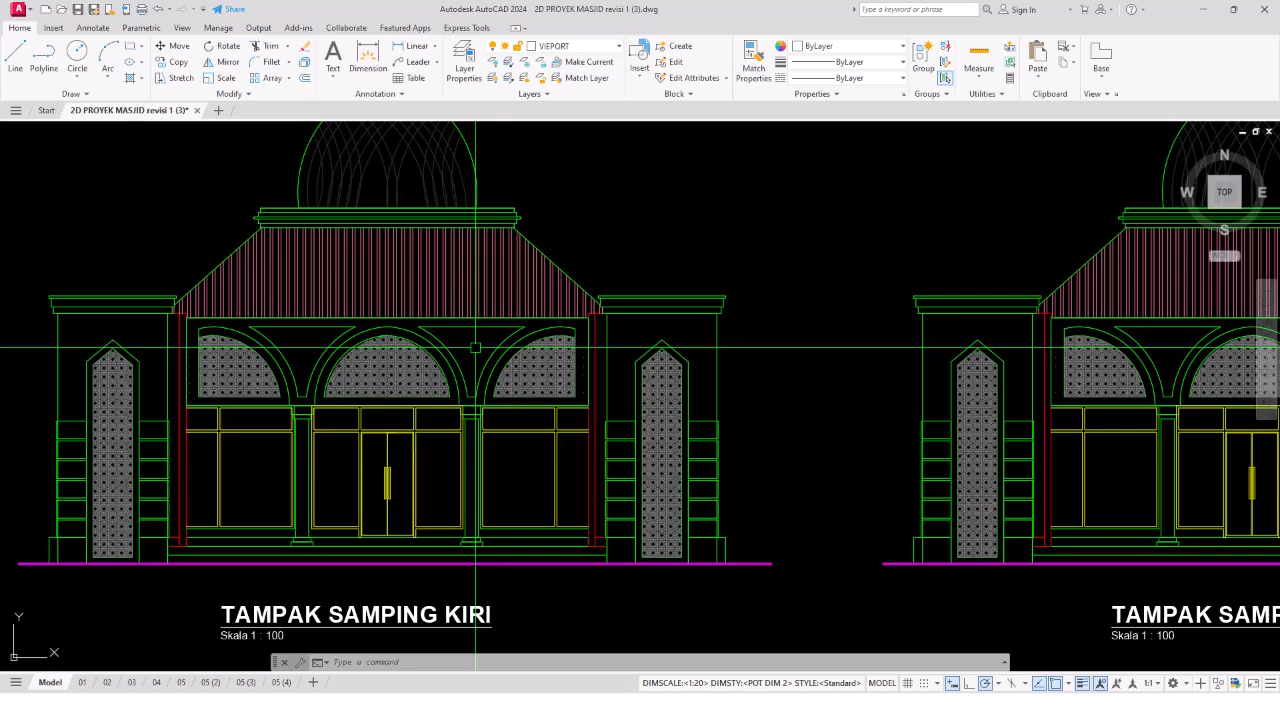 A
Share
Autodesk AutoCAD 2024 2D PROYEK MASJID revisi 1 (3).dwg
Type a keyword or phrase
Sign In
Home Insert Annotate Parametric View Manage Output Add-ins Collaborate Featured Apps Express Tools
Line Polyline Circle Arc
Draw
Move Rotate Trim
Copy Mirror Fillet
Stretch Scale Array
Modify
Text Dimension
Linear
Leader
Table
Annotation
Layer Properties
VIEPORT
Make Current
Match Layer
Layers
Insert
Create
Edit
Edit Attributes
Block
Match Properties
ByLayer
ByLayer
ByLayer
Properties
Group
Groups
Measure
Utilities
Paste
Clipboard
Base
View
Start 2D PROYEK MASJID revisi 1 (3)*
N
W TOP E
S
WCS
TAMPAK SAMPING KIRI
Skala 1 : 100
TAMPAK SAMP
Skala 1 : 100
Y
X
Type a command
Model 01 02 03 04 05 05 (2) 05 (3) 05 (4)
DIMSCALE:<1:20> DIMSTY:<POT DIM 2> STYLE:<Standard> MODEL 1:1